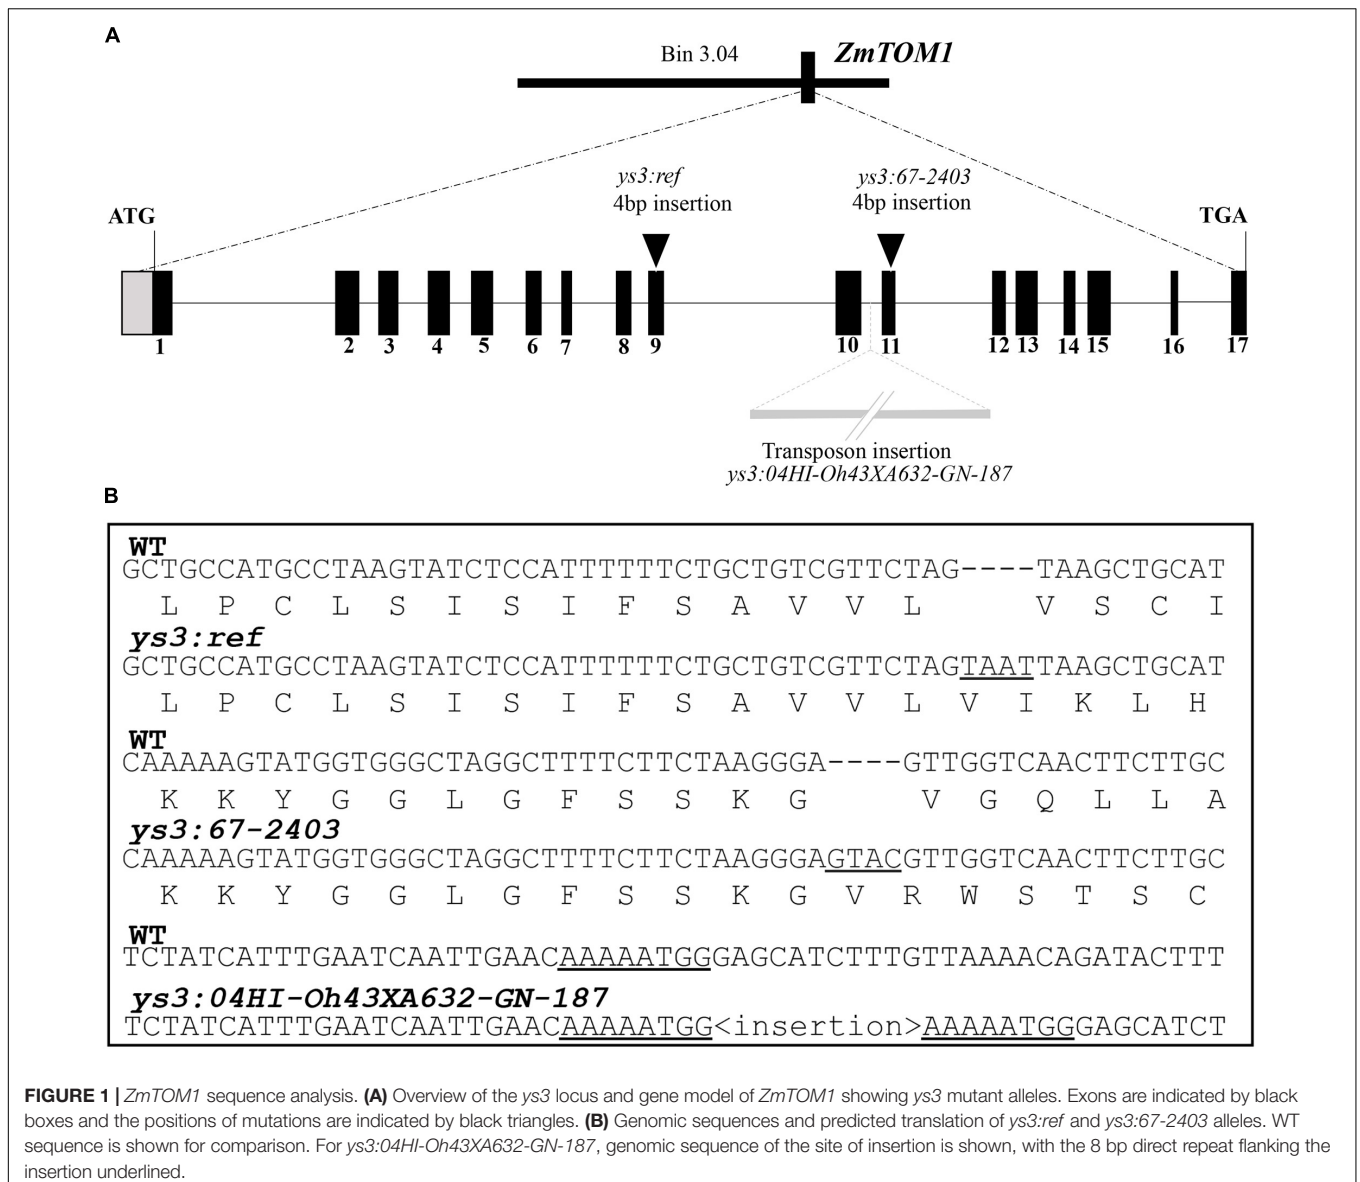 A
Bin 3.04
ZmTOM1
ys3:ref
4bp insertion
ys3:67-2403
4bp insertion
ATG
TGA
1 2 3 4 5 6 7 8 9 10 11 12 13 14 15 16 17
Transposon insertion
ys3:04HI-Oh43XA632-GN-187
B
WT
GCTGCCATGCCTAAGTATCTCCATTTTTTCTGCTGTCGTTCTAG----TAAGCTGCAT
L P C L S I S I F S A V V L V S C I
ys3:ref
GCTGCCATGCCTAAGTATCTCCATTTTTTCTGCTGTCGTTCTAGTAATTAAGCTGCAT
L P C L S I S I F S A V V L V I K L H
WT
CAAAAAGTATGGTGGGCTAGGCTTTTCTTCTAAGGGA----GTTGGTCAACTTCTTGC
K K Y G G L G F S S K G V G Q L L A
ys3:67-2403
CAAAAAGTATGGTGGGCTAGGCTTTTCTTCTAAGGGAGTACGTTGGTCAACTTCTTGC
K K Y G G L G F S S K G V R W S T S C
WT
TCTATCATTTGAATCAATTGAACAAAAATGGGAGCATCTTTGTTAAAACAGATACTTT
ys3:04HI-Oh43XA632-GN-187
TCTATCATTTGAATCAATTGAACAAAAATGG<insertion>AAAAATGGGAGCATCT
FIGURE 1 | ZmTOM1 sequence analysis. (A) Overview of the ys3 locus and gene model of ZmTOM1 showing ys3 mutant alleles. Exons are indicated by black
boxes and the positions of mutations are indicated by black triangles. (B) Genomic sequences and predicted translation of ys3:ref and ys3:67-2403 alleles. WT
sequence is shown for comparison. For ys3:04HI-Oh43XA632-GN-187, genomic sequence of the site of insertion is shown, with the 8 bp direct repeat flanking the
insertion underlined.